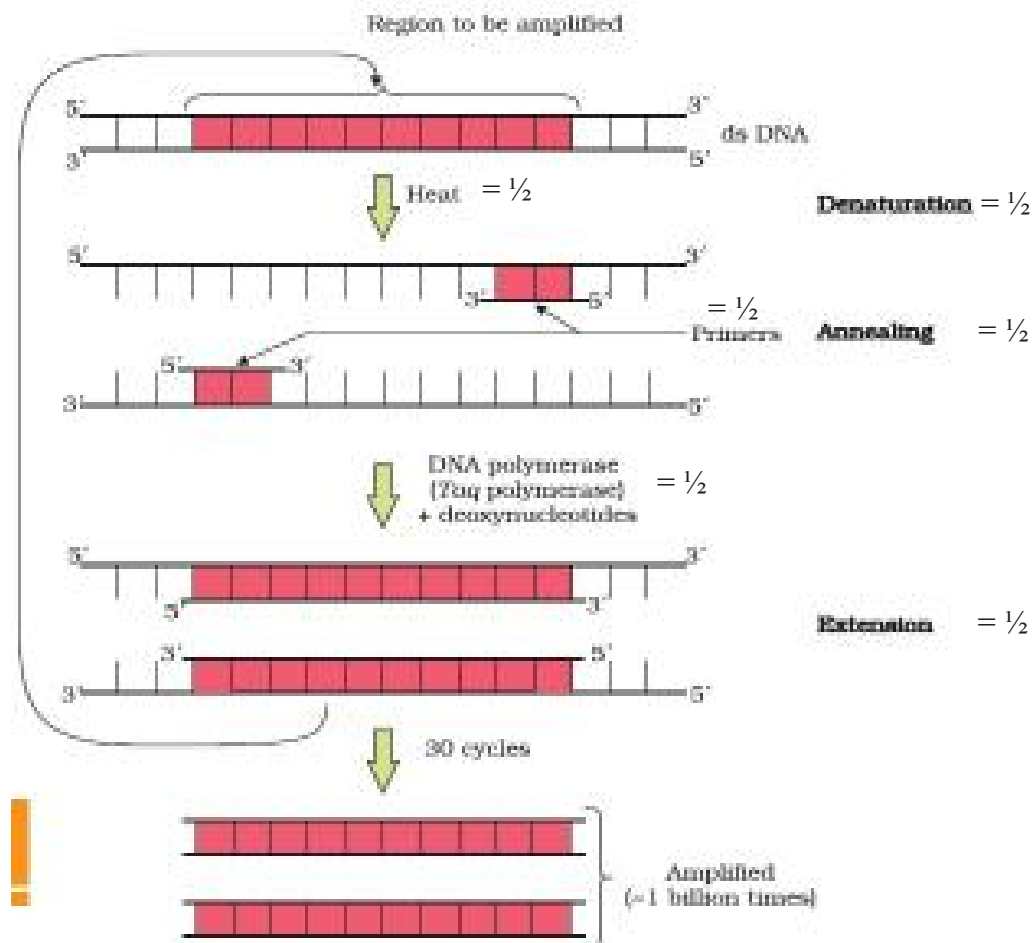 Region to be amplified
5′ 3′
ds DNA
3′ 5′
Heat = ½
Denaturation = ½
5′ 3′
3′ 5′
= ½
Primers
Annealing = ½
5′ 3′
3′ 5′
DNA polymerase
(Taq polymerase) = ½
+ deoxynucleotides
5′ 3′
5′ 3′
Extension = ½
3′ 5′
3′ 5′
30 cycles
Amplified
(~1 billion times)